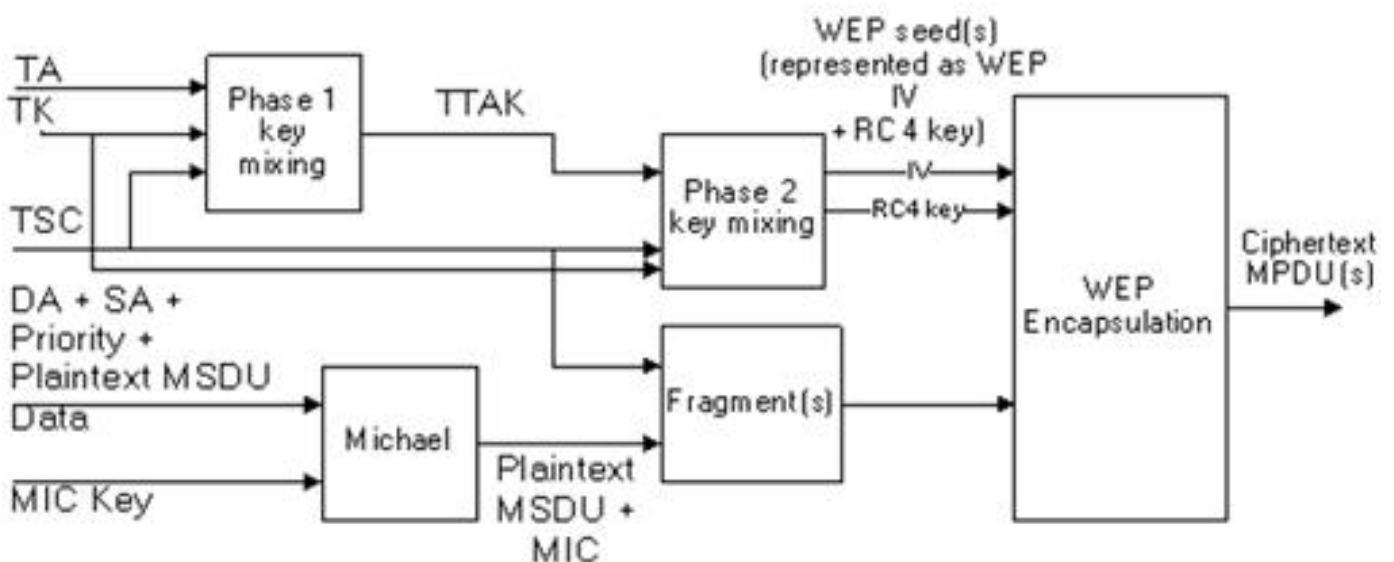 TA
TK
TSC
DA + SA +
Priority +
Plaintext MSDU
Data
MIC Key
Phase 1
key
mixing
TTAK
Michael
Plaintext
MSDU +
MIC
Phase 2
key mixing
Fragment(s)
WEP seed(s)
(represented as WEP
IV
+ RC4 key)
IV
RC4 key
WEP
Encapsulation
Ciphertext
MPDU(s)